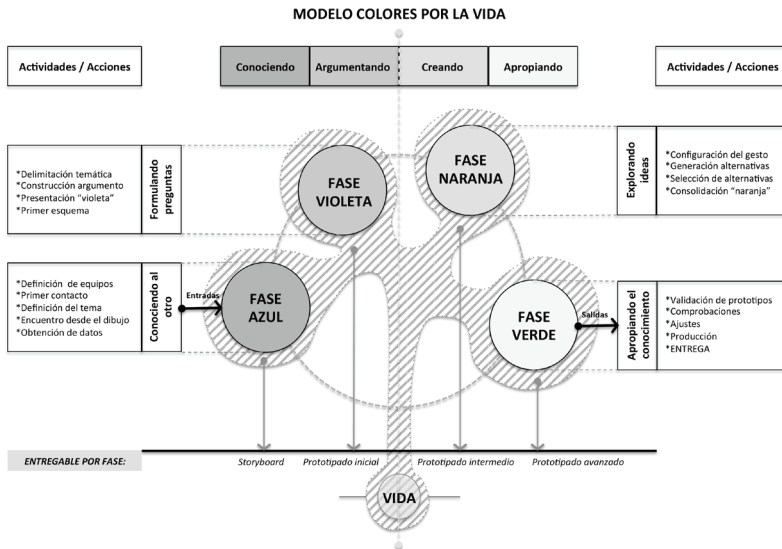 MODELO COLORES POR LA VIDA
Actividades / Acciones
Conociendo
Argumentando
Creando
Apropiando
Actividades / Acciones
*Delimitación temática
*Construcción argumento
*Presentación "violeta"
*Primer esquema
Formulando
preguntas
FASE
VIOLETA
FASE
NARANJA
Explorando
ideas
*Configuración del gesto
*Generación alternativas
*Selección de alternativas
*Consolidación "naranja"
*Definición de equipos
*Primer contacto
*Definición del tema
*Encuentro desde el dibujo
*Obtención de datos
Conociendo al
otro
Entradas
FASE
AZUL
FASE
VERDE
Salidas
Apropiando el
conocimiento
*Validación de prototipos
*Comprobaciones
*Ajustes
*Producción
*ENTREGA
ENTREGABLE POR FASE:
Storyboard
Prototipado inicial
Prototipado intermedio
Prototipado avanzado
VIDA